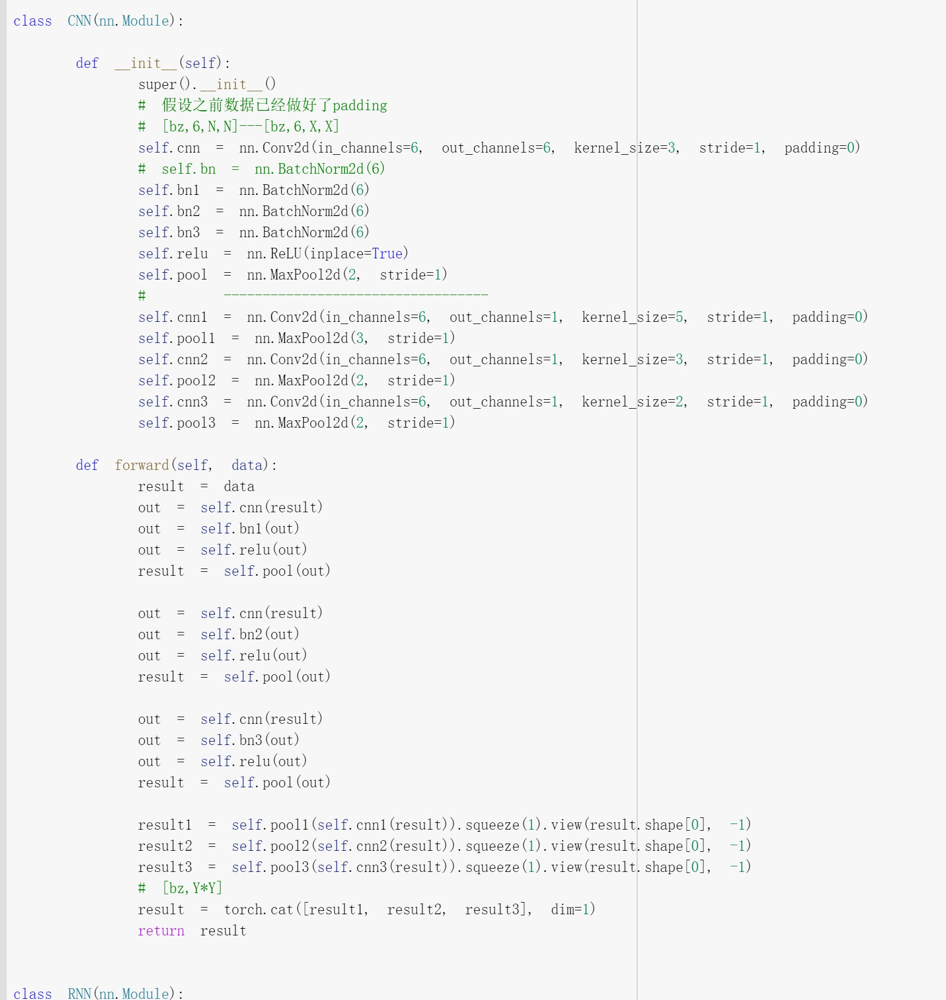 class CNN(nn.Module):
def __init__(self):
super().__init__()
# 假设之前数据已经做好了padding
# [bz,6,N,N]---[bz,6,X,X]
self.cnn = nn.Conv2d(in_channels=6, out_channels=6, kernel_size=3, stride=1, padding=0)
# self.bn = nn.BatchNorm2d(6)
self.bn1 = nn.BatchNorm2d(6)
self.bn2 = nn.BatchNorm2d(6)
self.bn3 = nn.BatchNorm2d(6)
self.relu = nn.ReLU(inplace=True)
self.pool = nn.MaxPool2d(2, stride=1)
# ----------------------------------
self.cnn1 = nn.Conv2d(in_channels=6, out_channels=1, kernel_size=5, stride=1, padding=0)
self.pool1 = nn.MaxPool2d(3, stride=1)
self.cnn2 = nn.Conv2d(in_channels=6, out_channels=1, kernel_size=3, stride=1, padding=0)
self.pool2 = nn.MaxPool2d(2, stride=1)
self.cnn3 = nn.Conv2d(in_channels=6, out_channels=1, kernel_size=2, stride=1, padding=0)
self.pool3 = nn.MaxPool2d(2, stride=1)
def forward(self, data):
result = data
out = self.cnn(result)
out = self.bn1(out)
out = self.relu(out)
result = self.pool(out)
out = self.cnn(result)
out = self.bn2(out)
out = self.relu(out)
result = self.pool(out)
out = self.cnn(result)
out = self.bn3(out)
out = self.relu(out)
result = self.pool(out)
result1 = self.pool1(self.cnn1(result)).squeeze(1).view(result.shape[0], -1)
result2 = self.pool2(self.cnn2(result)).squeeze(1).view(result.shape[0], -1)
result3 = self.pool3(self.cnn3(result)).squeeze(1).view(result.shape[0], -1)
# [bz,Y*Y]
result = torch.cat([result1, result2, result3], dim=1)
return result
class RNN(nn.Module):